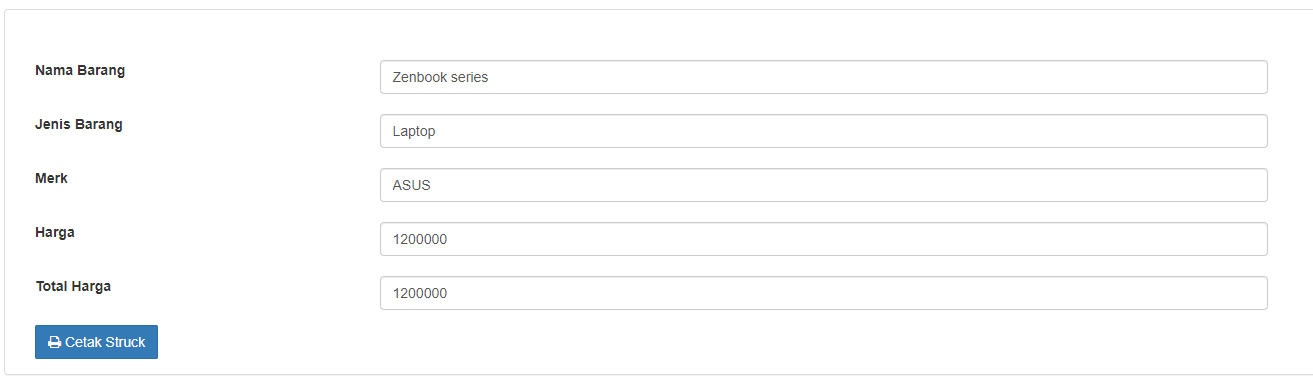 Nama Barang
Zenbook series
Jenis Barang
Laptop
Merk
ASUS
Harga
1200000
Total Harga
1200000
Cetak Struck